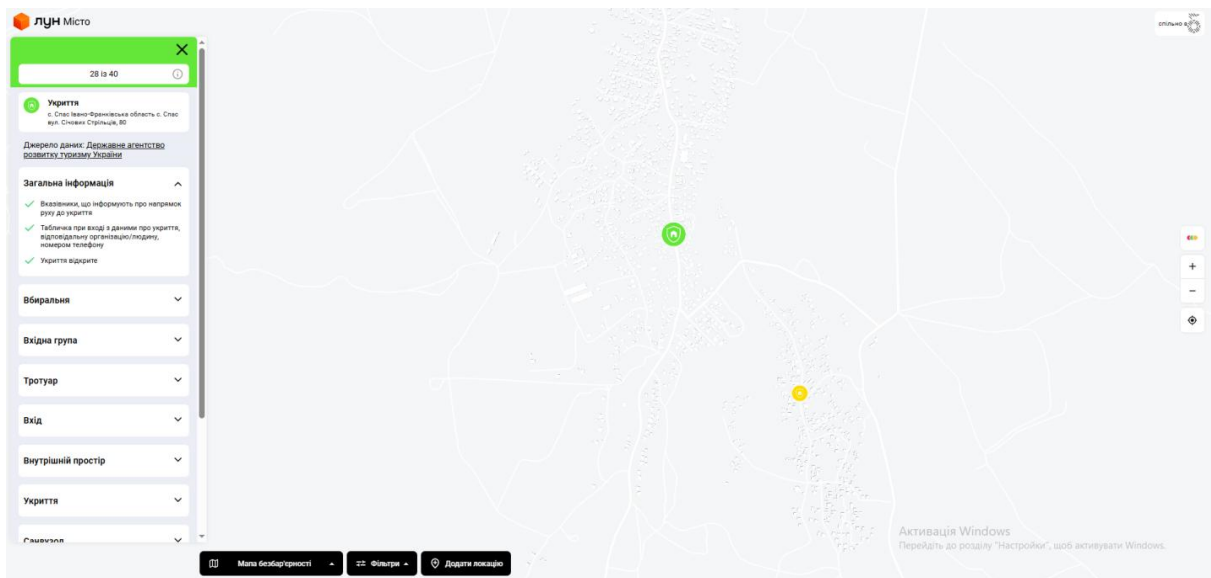 ЛУН Місто
спільно з
28 із 40
Укриття
с. Спас Івано-Франківська область с. Спас
вул. Січових Стрільців, 80
Джерело даних: Державне агентство
розвитку туризму України
Загальна інформація
Вказівники, що інформують про напрямок
руху до укриття
Табличка при вході з даними про укриття,
відповідальну організацію/людину,
номером телефону
Укриття відкрите
Вбиральня
Вхідна група
Тротуар
Вхід
Внутрішній простір
Укриття
Санвузол
Мапа безбар'єрності
Фільтри
Додати локацію
Активація Windows
Перейдіть до розділу "Настройки", щоб активувати Windows.